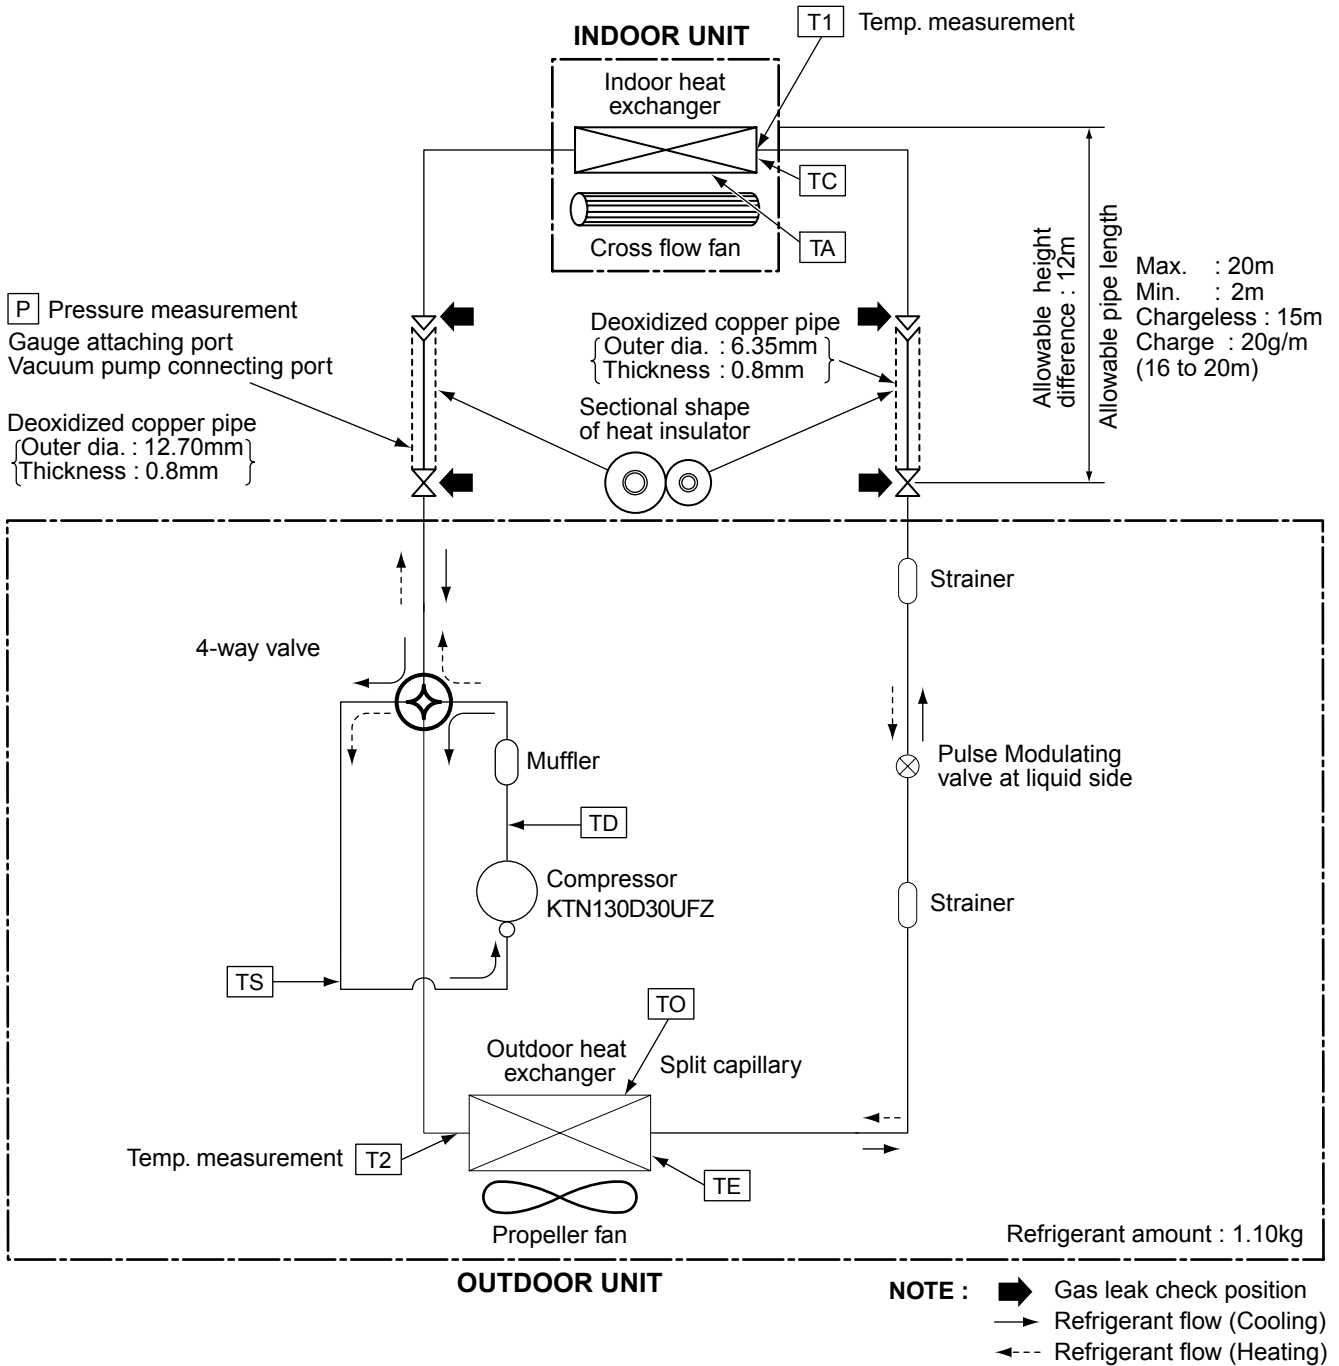 T1 Temp. measurement
INDOOR UNIT
Indoor heat
exchanger
TC
TA
Cross flow fan
P Pressure measurement
Gauge attaching port
Vacuum pump connecting port
Deoxidized copper pipe
Outer dia. : 12.70mm
Thickness : 0.8mm
Deoxidized copper pipe
Outer dia. : 6.35mm
Thickness : 0.8mm
Sectional shape
of heat insulator
Allowable height
difference : 12m
Allowable pipe length
Max. : 20m
Min. : 2m
Chargeless : 15m
Charge : 20g/m
(16 to 20m)
Strainer
4-way valve
Muffler
Pulse Modulating
valve at liquid side
TD
Compressor
KTN130D30UFZ
Strainer
TS
TO
Outdoor heat
exchanger
Split capillary
Temp. measurement T2
TE
Propeller fan
Refrigerant amount : 1.10kg
OUTDOOR UNIT
NOTE : Gas leak check position
Refrigerant flow (Cooling)
Refrigerant flow (Heating)